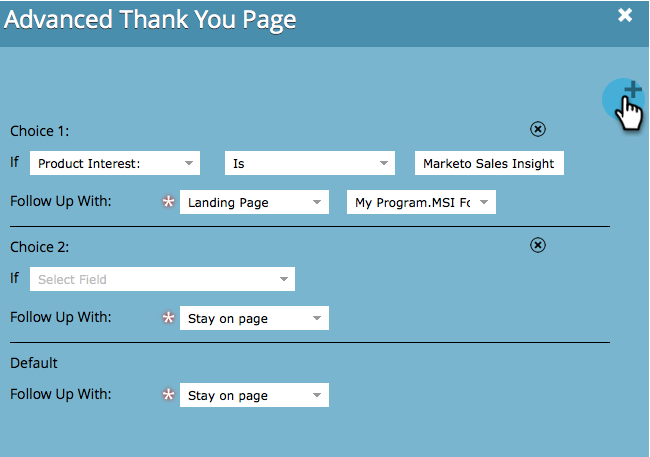 Advanced Thank You Page
Choice 1:
If Product Interest: Is Marketo Sales Insight
Follow Up With: * Landing Page My Program.MSI Fo
Choice 2:
If Select Field
Follow Up With: * Stay on page
Default
Follow Up With: * Stay on page